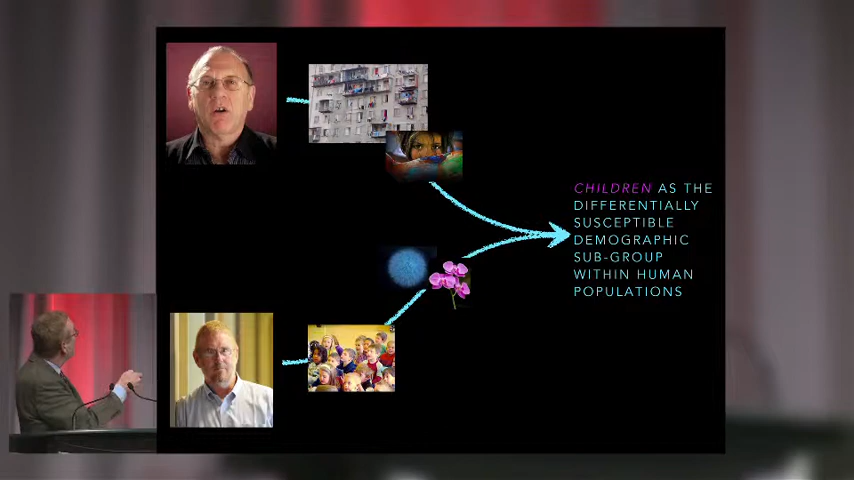 CHILDREN AS THE
DIFFERENTIALLY
SUSCEPTIBLE
DEMOGRAPHIC
SUB-GROUP
WITHIN HUMAN
POPULATIONS